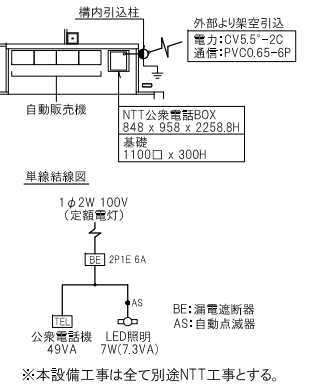 構内引込柱
外部より架空引込
電力:CV5.5°-2C
通信:PVC0.65-6P
自動販売機
NTT公衆電話BOX
848 x 958 x 2258.8H
基礎
1100□ x 300H
単線結線図
1φ2W 100V
(定額電灯)
BE 2P1E 6A
AS
TEL
公衆電話機
49VA
LED照明
7W(7.3VA)
BE:漏電遮断器
AS:自動点滅器
※本設備工事は全て別途NTT工事とする。